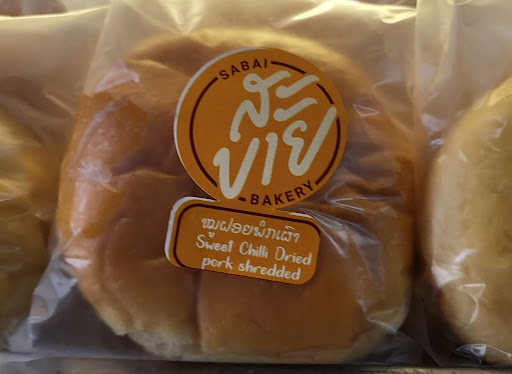 SABAI
ສະ
ບາຍ
BAKERY
ໝູຝອຍພິກເຜົາ
Sweet Chilli Dried
pork shredded